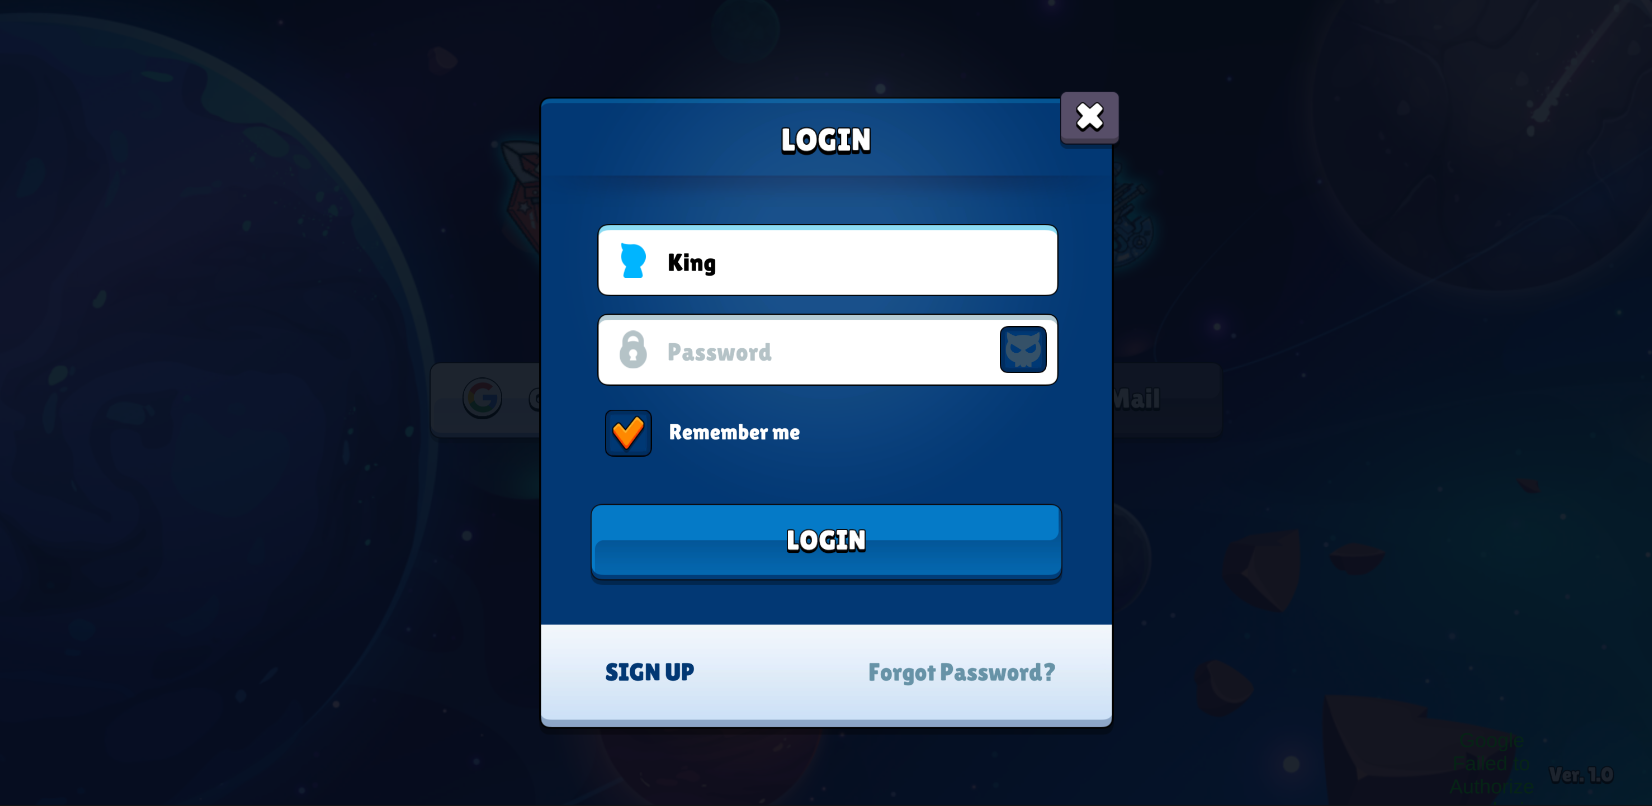 LOGIN
King
Password
G
Mail
Remember me
LOGIN
SIGN UP
Forgot Password?
Google
Failed to
Authorize
Ver. 1.0